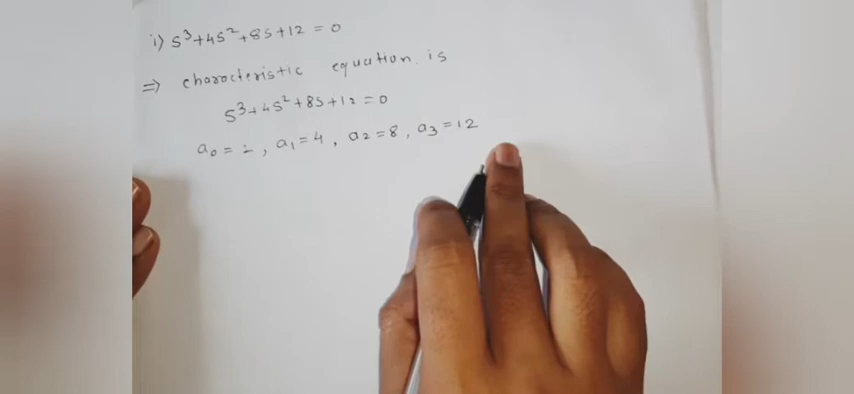 i) s³+4s²+8s+12 = 0
⇒ characteristic equation is
s³+4s²+8s+12 = 0
a₀ = 1, a₁ = 4, a₂ = 8, a₃ = 12